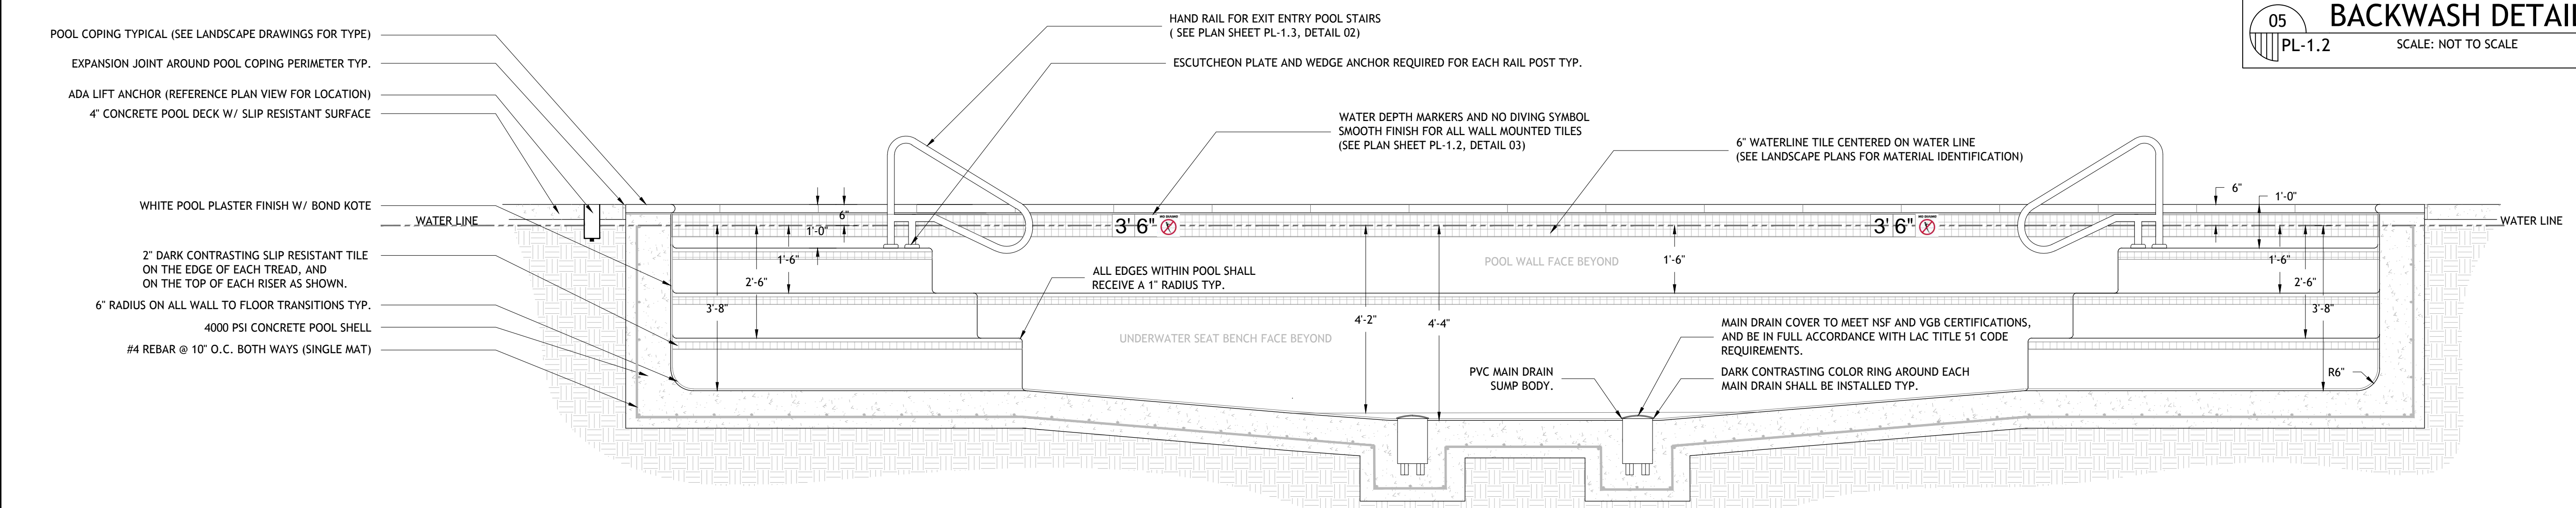 05
BACKWASH DETAIL
PL-1.2
SCALE: NOT TO SCALE
POOL COPING TYPICAL (SEE LANDSCAPE DRAWINGS FOR TYPE)
EXPANSION JOINT AROUND POOL COPING PERIMETER TYP.
ADA LIFT ANCHOR (REFERENCE PLAN VIEW FOR LOCATION)
4" CONCRETE POOL DECK W/ SLIP RESISTANT SURFACE
WHITE POOL PLASTER FINISH W/ BOND KOTE
WATER LINE
2" DARK CONTRASTING SLIP RESISTANT TILE
ON THE EDGE OF EACH TREAD, AND
ON THE TOP OF EACH RISER AS SHOWN.
6" RADIUS ON ALL WALL TO FLOOR TRANSITIONS TYP.
4000 PSI CONCRETE POOL SHELL
#4 REBAR @ 10" O.C. BOTH WAYS (SINGLE MAT)
HAND RAIL FOR EXIT ENTRY POOL STAIRS
( SEE PLAN SHEET PL-1.3, DETAIL 02)
ESCUTCHEON PLATE AND WEDGE ANCHOR REQUIRED FOR EACH RAIL POST TYP.
WATER DEPTH MARKERS AND NO DIVING SYMBOL
SMOOTH FINISH FOR ALL WALL MOUNTED TILES
(SEE PLAN SHEET PL-1.2, DETAIL 03)
6" WATERLINE TILE CENTERED ON WATER LINE
(SEE LANDSCAPE PLANS FOR MATERIAL IDENTIFICATION)
6"
1'-0"
1'-6"
2'-6"
3'-8"
3' 6"
NO DIVING
ALL EDGES WITHIN POOL SHALL
RECEIVE A 1" RADIUS TYP.
POOL WALL FACE BEYOND
UNDERWATER SEAT BENCH FACE BEYOND
4'-2"
4'-4"
1'-6"
3' 6"
NO DIVING
MAIN DRAIN COVER TO MEET NSF AND VGB CERTIFICATIONS,
AND BE IN FULL ACCORDANCE WITH LAC TITLE 51 CODE
REQUIREMENTS.
PVC MAIN DRAIN
SUMP BODY.
DARK CONTRASTING COLOR RING AROUND EACH
MAIN DRAIN SHALL BE INSTALLED TYP.
6"
1'-0"
1'-6"
2'-6"
3'-8"
R6"
WATER LINE